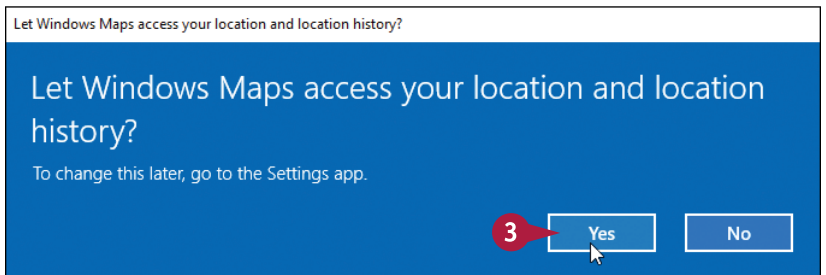 Let Windows Maps access your location and location history?
Let Windows Maps access your location and location
history?
To change this later, go to the Settings app.
3 Yes No